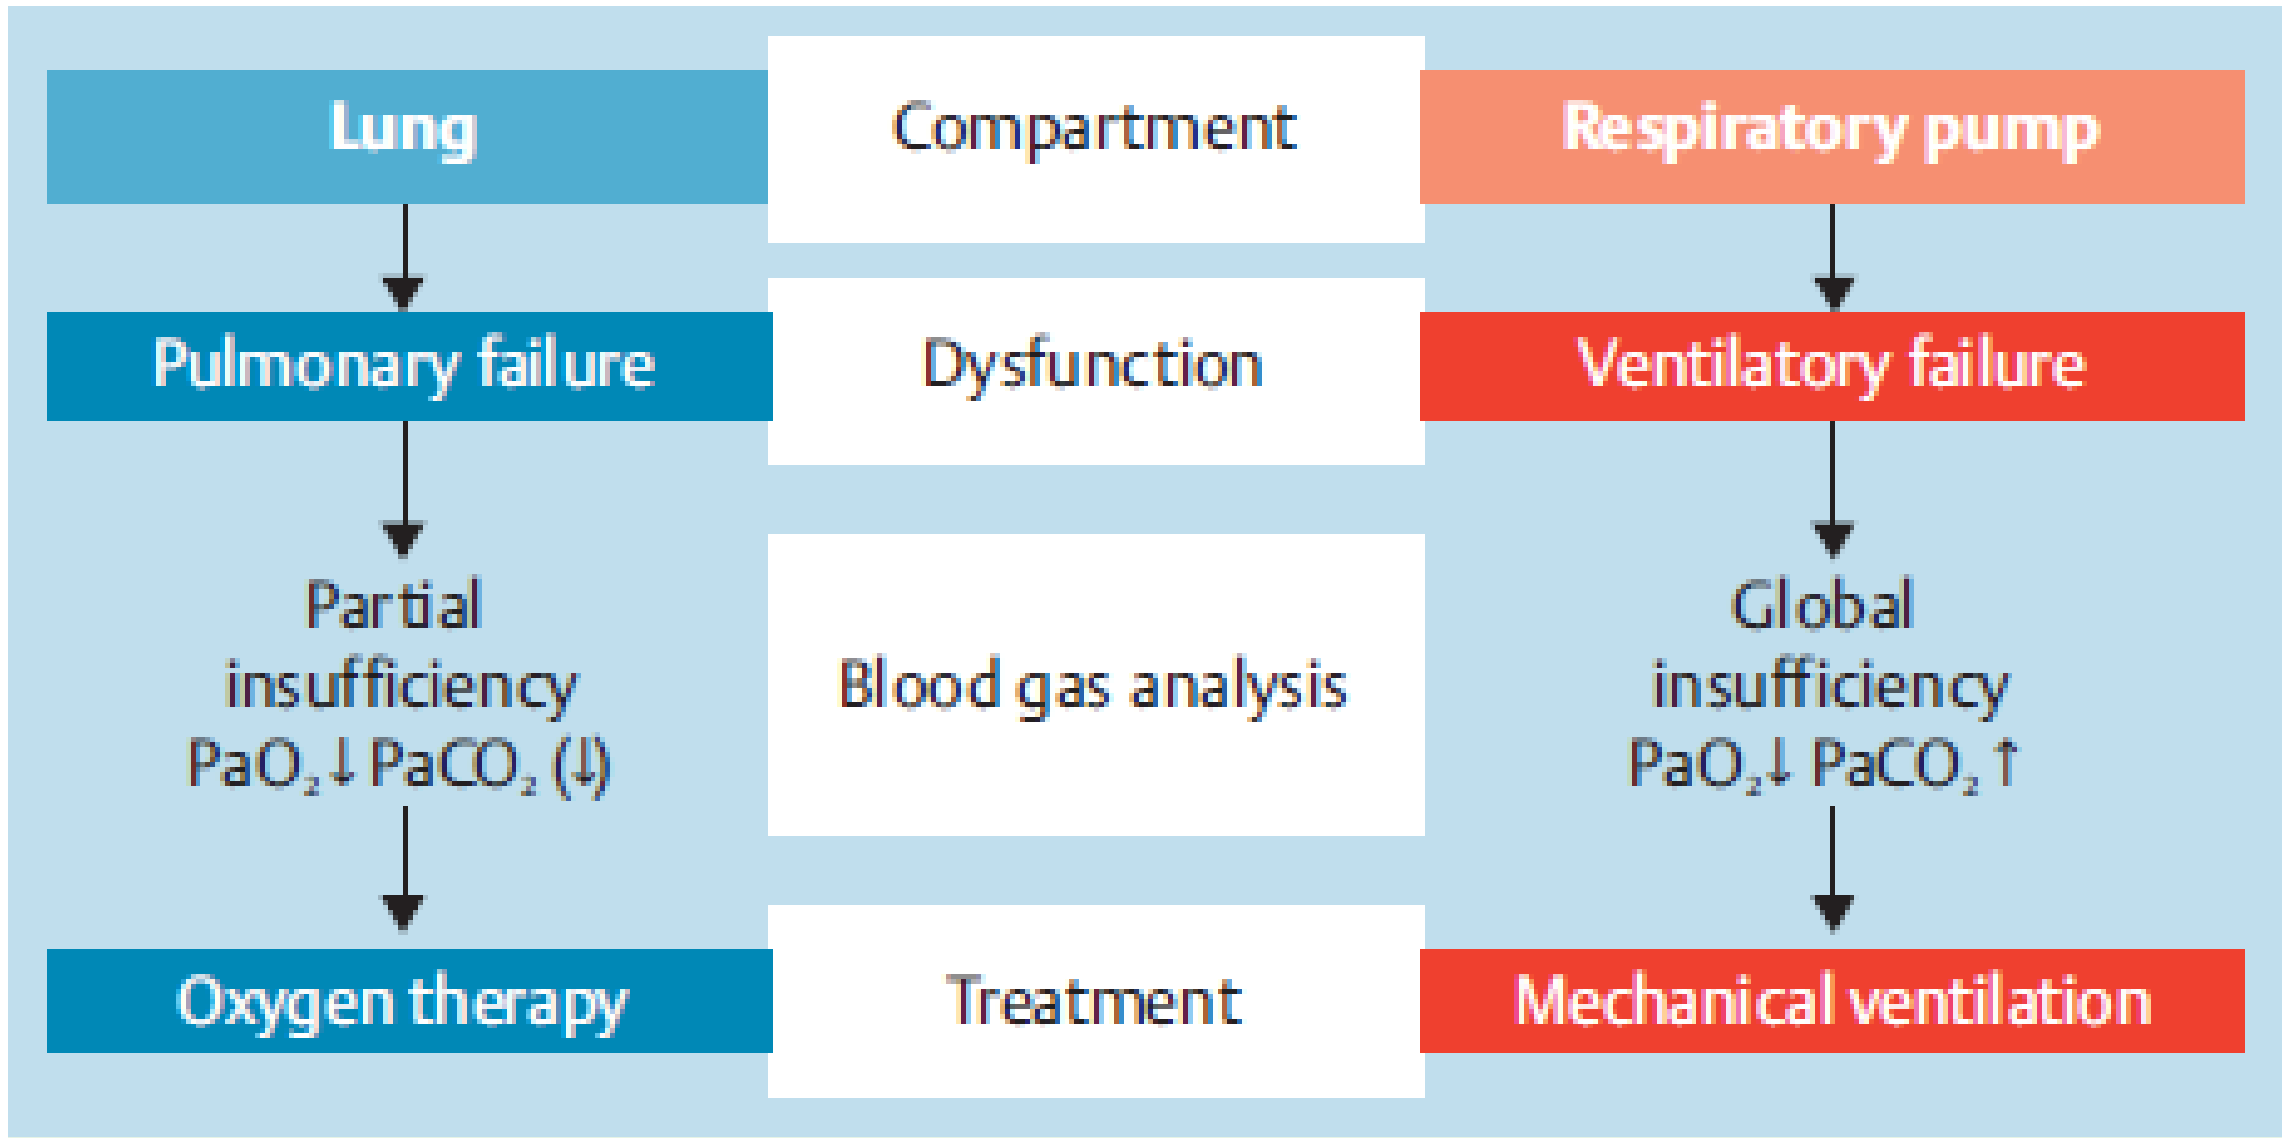 Lung
Compartment
Respiratory pump
Pulmonary failure
Dysfunction
Ventilatory failure
Partial
insufficiency
PaO₂↓ PaCO₂ (↓)
Blood gas analysis
Global
insufficiency
PaO₂↓ PaCO₂ ↑
Oxygen therapy
Treatment
Mechanical ventilation